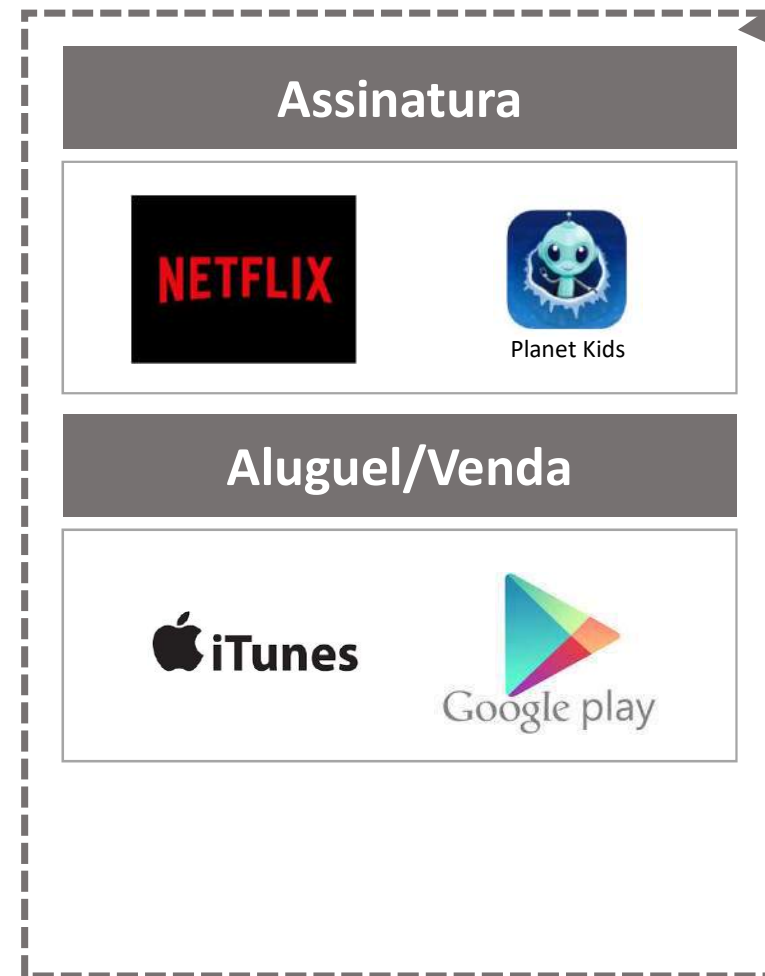 Assinatura
NETFLIX
Planet Kids
Aluguel/Venda
iTunes
Google play